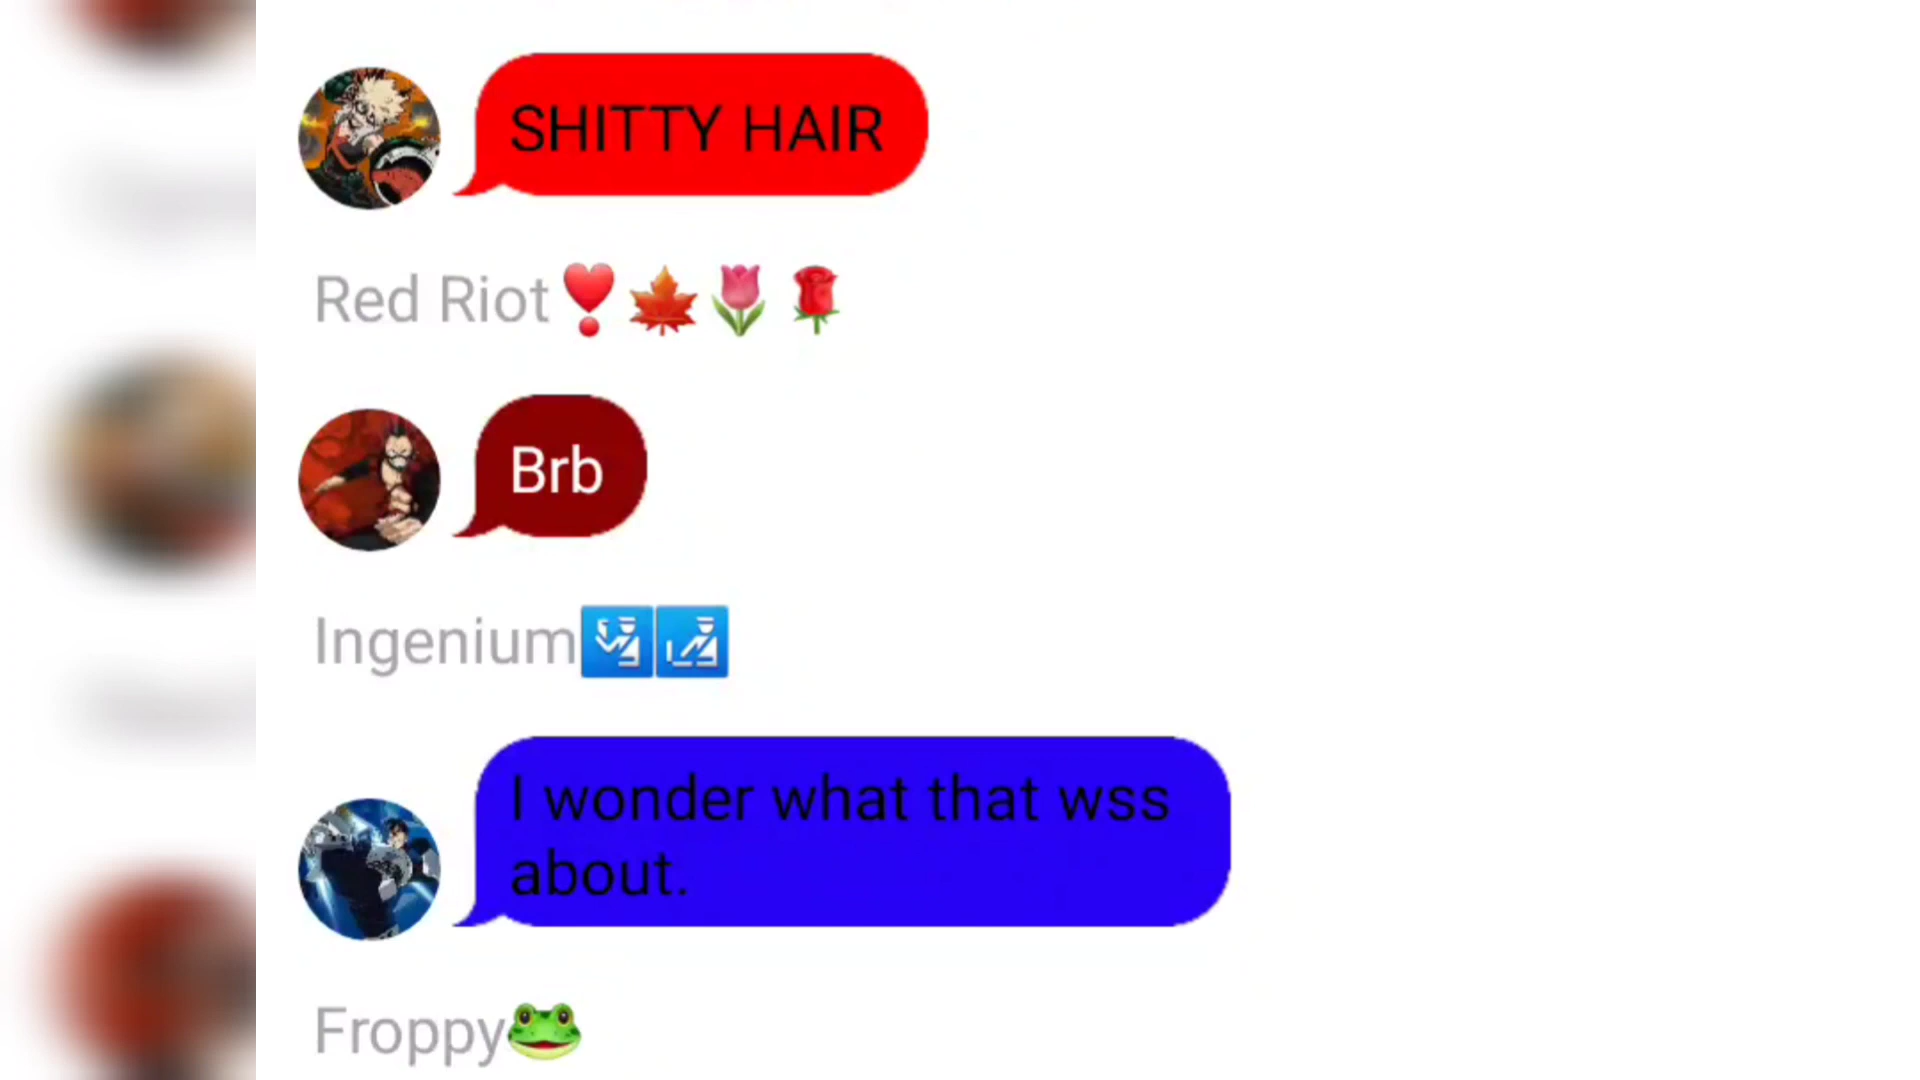 SHITTY HAIR
Red Riot❣️🍁🌷🌹
Brb
Ingenium🛂🛃
I wonder what that wss
about.
Froppy🐸